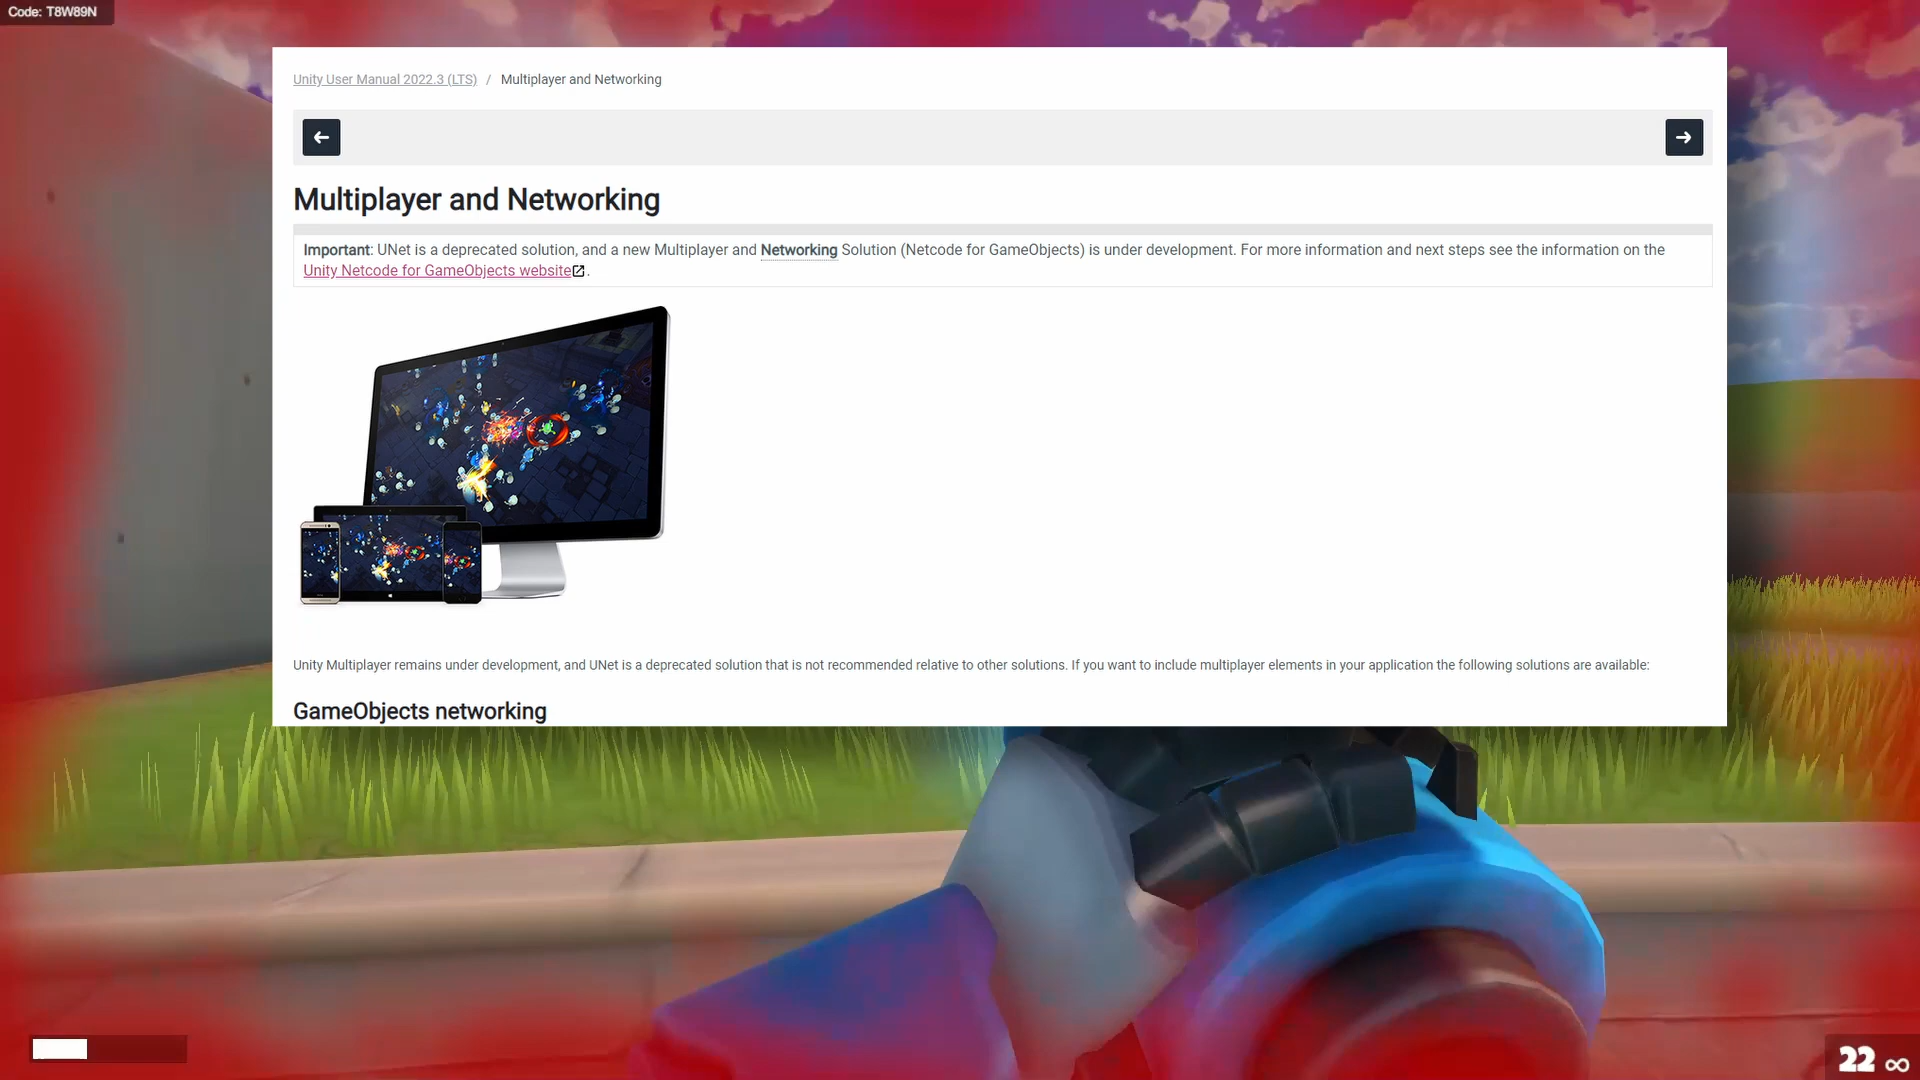 Code: T8W89N
Unity User Manual 2022.3 (LTS) / Multiplayer and Networking
Multiplayer and Networking
Important: UNet is a deprecated solution, and a new Multiplayer and Networking Solution (Netcode for GameObjects) is under development. For more information and next steps see the information on the
Unity Netcode for GameObjects website.
Unity Multiplayer remains under development, and UNet is a deprecated solution that is not recommended relative to other solutions. If you want to include multiplayer elements in your application the following solutions are available:
GameObjects networking
22 ∞